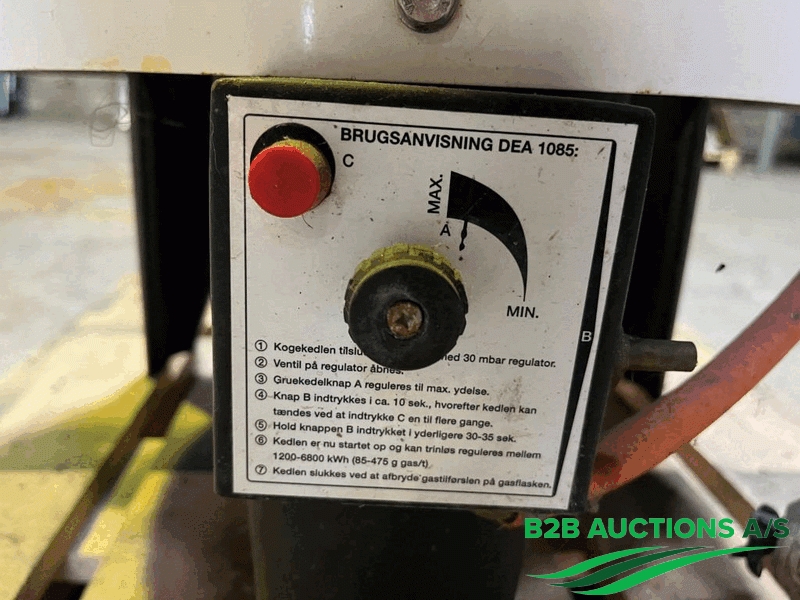 BRUGSANVISNING DEA 1085:
C
MAX.
A
MIN.
B
① Kogekedlen tilslu ed 30 mbar regulator.
② Ventil på regulator åbnes.
③ Gruekedelknap A reguleres til max. ydelse.
④ Knap B indtrykkes i ca. 10 sek., hvorefter kedlen kan
tændes ved at indtrykke C en til flere gange.
⑤ Hold knappen B indtrykket i yderligere 30-35 sek.
⑥ Kedlen er nu startet op og kan trinløs reguleres mellem
1200-6800 kWh (85-475 g gas/t)
⑦ Kedlen slukkes ved at afbryde gastilførslen på gasflasken.
B2B AUCTIONS A/S